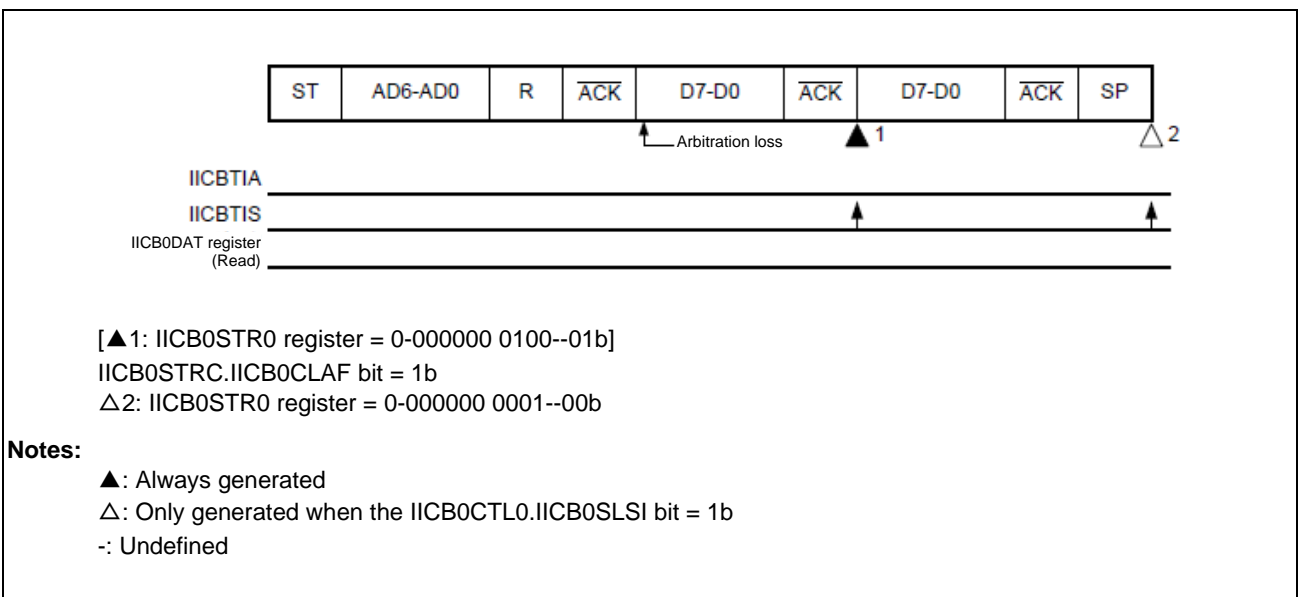 ST AD6-AD0 R ACK D7-D0 ACK D7-D0 ACK SP
Arbitration loss ▲ 1 △ 2
IICBTIA
IICBTIS
IICB0DAT register
(Read)
[▲1: IICB0STR0 register = 0-000000 0100--01b]
IICB0STRC.IICB0CLAF bit = 1b
△2: IICB0STR0 register = 0-000000 0001--00b
Notes:
▲: Always generated
△: Only generated when the IICB0CTL0.IICB0SLSI bit = 1b
-: Undefined